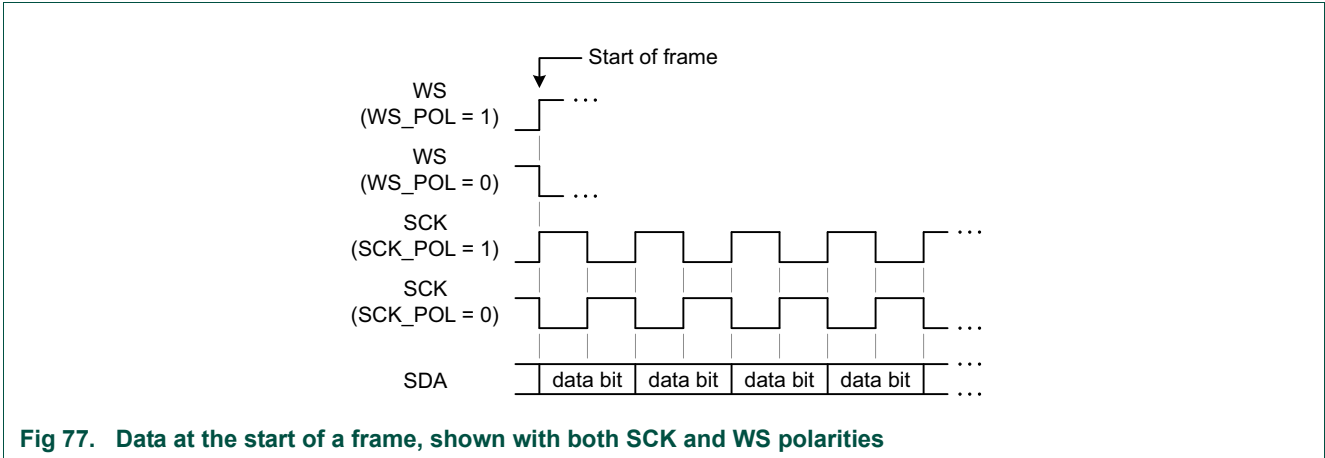 Start of frame
WS
(WS_POL = 1)
...
WS
(WS_POL = 0)
...
SCK
(SCK_POL = 1)
...
SCK
(SCK_POL = 0)
...
...
SDA
data bit data bit data bit data bit
...
Fig 77. Data at the start of a frame, shown with both SCK and WS polarities